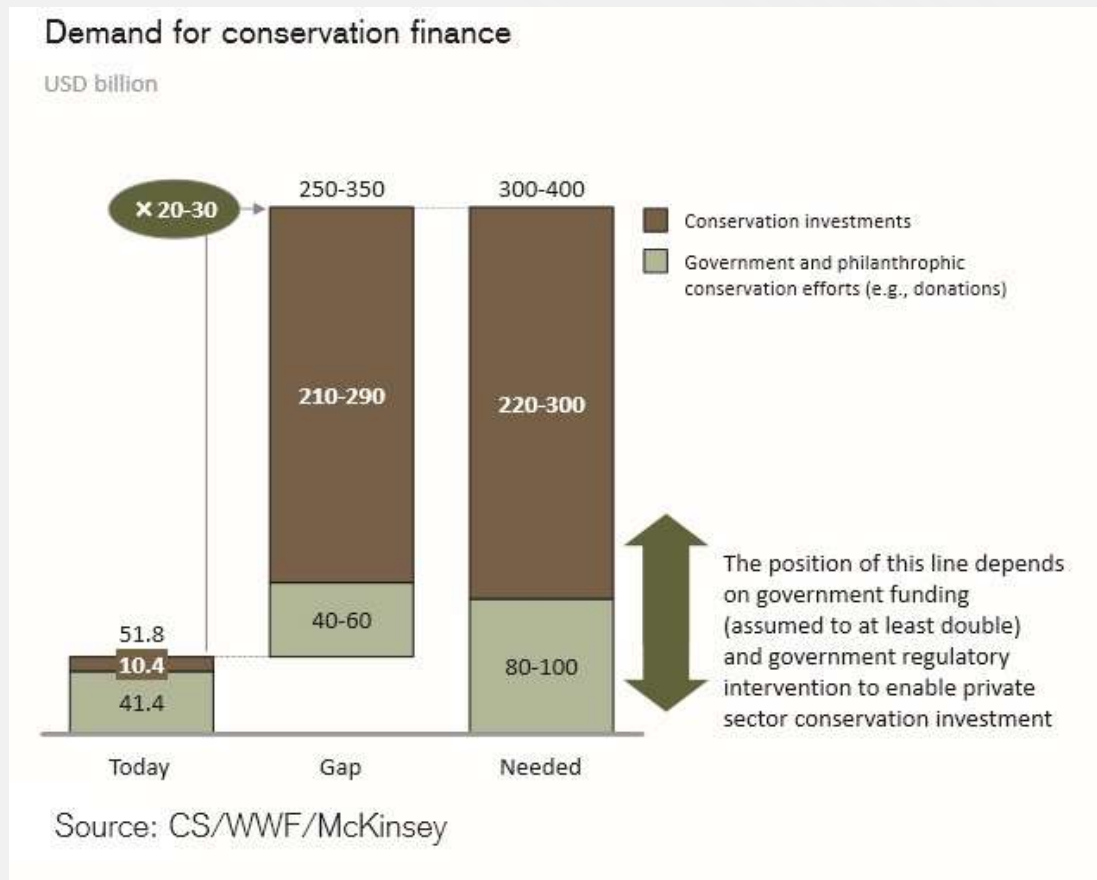 Demand for conservation finance
USD billion
× 20-30
250-350
300-400
Conservation investments
Government and philanthrophic
conservation efforts (e.g., donations)
210-290
220-300
51.8
10.4
41.4
40-60
80-100
The position of this line depends
on government funding
(assumed to at least double)
and government regulatory
intervention to enable private
sector conservation investment
Today
Gap
Needed
Source: CS/WWF/McKinsey